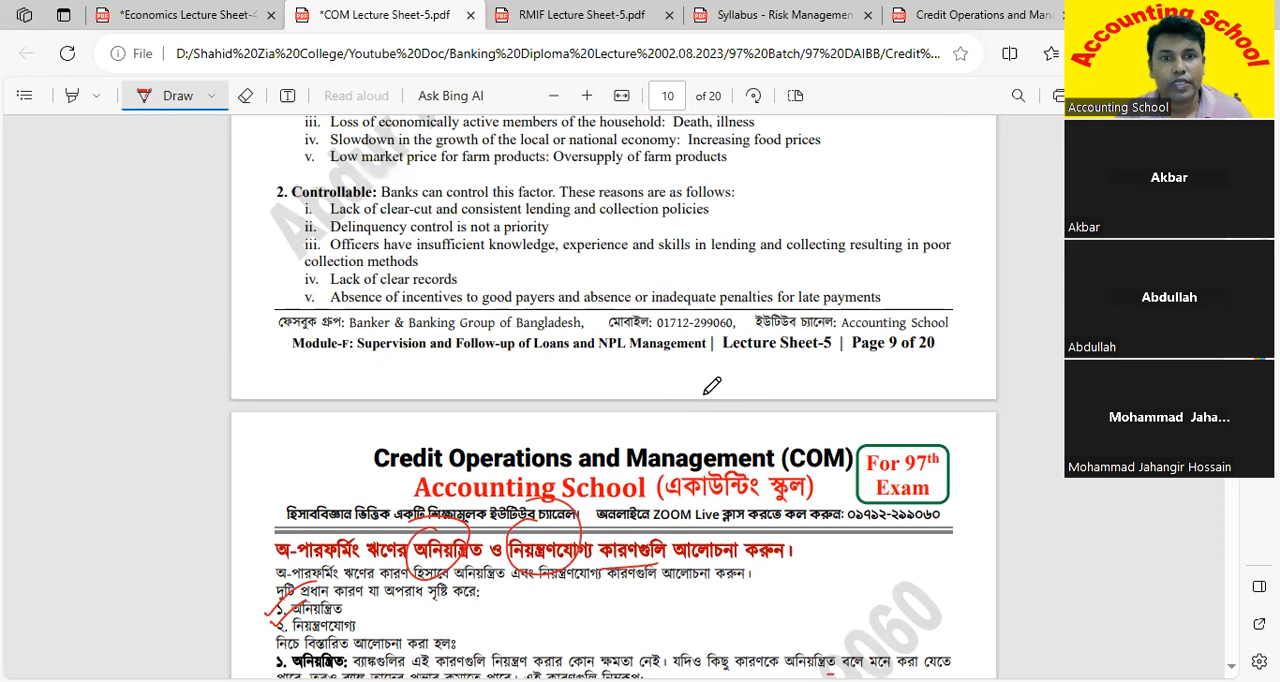 *Economics Lecture Sheet-4
*COM Lecture Sheet-5.pdf
RMIF Lecture Sheet-5.pdf
Syllabus - Risk Managemen
Credit Operations and Mana
File
D:/Shahid%20Zia%20College/Youtube%20Doc/Banking%20Diploma%20Lecture%2002.08.2023/97%20Batch/97%20DAIBB/Credit%...
Draw
Read aloud
Ask Bing AI
10 of 20
iii. Loss of economically active members of the household: Death, illness
iv. Slowdown in the growth of the local or national economy: Increasing food prices
v. Low market price for farm products: Oversupply of farm products
2. Controllable: Banks can control this factor. These reasons are as follows:
i. Lack of clear-cut and consistent lending and collection policies
ii. Delinquency control is not a priority
iii. Officers have insufficient knowledge, experience and skills in lending and collecting resulting in poor
collection methods
iv. Lack of clear records
v. Absence of incentives to good payers and absence or inadequate penalties for late payments
ফেসবুক গ্রুপ: Banker & Banking Group of Bangladesh, মোবাইল: 01712-299060, ইউটিউব চ্যানেল: Accounting School
Module-F: Supervision and Follow-up of Loans and NPL Management | Lecture Sheet-5 | Page 9 of 20
Credit Operations and Management (COM)
For 97th
Exam
Accounting School (একাউন্টিং স্কুল)
হিসাববিজ্ঞান ভিত্তিক একটি শিক্ষামূলক ইউটিউব চ্যানেল। অনলাইনে ZOOM Live ক্লাস করতে কল করুন: ০১৭১২-২৯৯০৬০
অ-পারফর্মিং ঋণের অনিয়ন্ত্রিত ও নিয়ন্ত্রণযোগ্য কারণগুলি আলোচনা করুন।
অ-পারফর্মিং ঋণের কারণ হিসাবে অনিয়ন্ত্রিত এবং নিয়ন্ত্রণযোগ্য কারণগুলি আলোচনা করুন।
দুটি প্রধান কারণ যা অপরাধ সৃষ্টি করে:
১. অনিয়ন্ত্রিত
২. নিয়ন্ত্রণযোগ্য
নিচে বিস্তারিত আলোচনা করা হলঃ
১. অনিয়ন্ত্রিত: ব্যাঙ্কগুলির এই কারণগুলি নিয়ন্ত্রণ করার কোন ক্ষমতা নেই। যদিও কিছু কারণকে অনিয়ন্ত্রিত বলে মনে করা যেতে
Abdur
9060
Accounting School
Accounting School
Akbar
Akbar
Abdullah
Abdullah
Mohammad Jaha...
Mohammad Jahangir Hossain